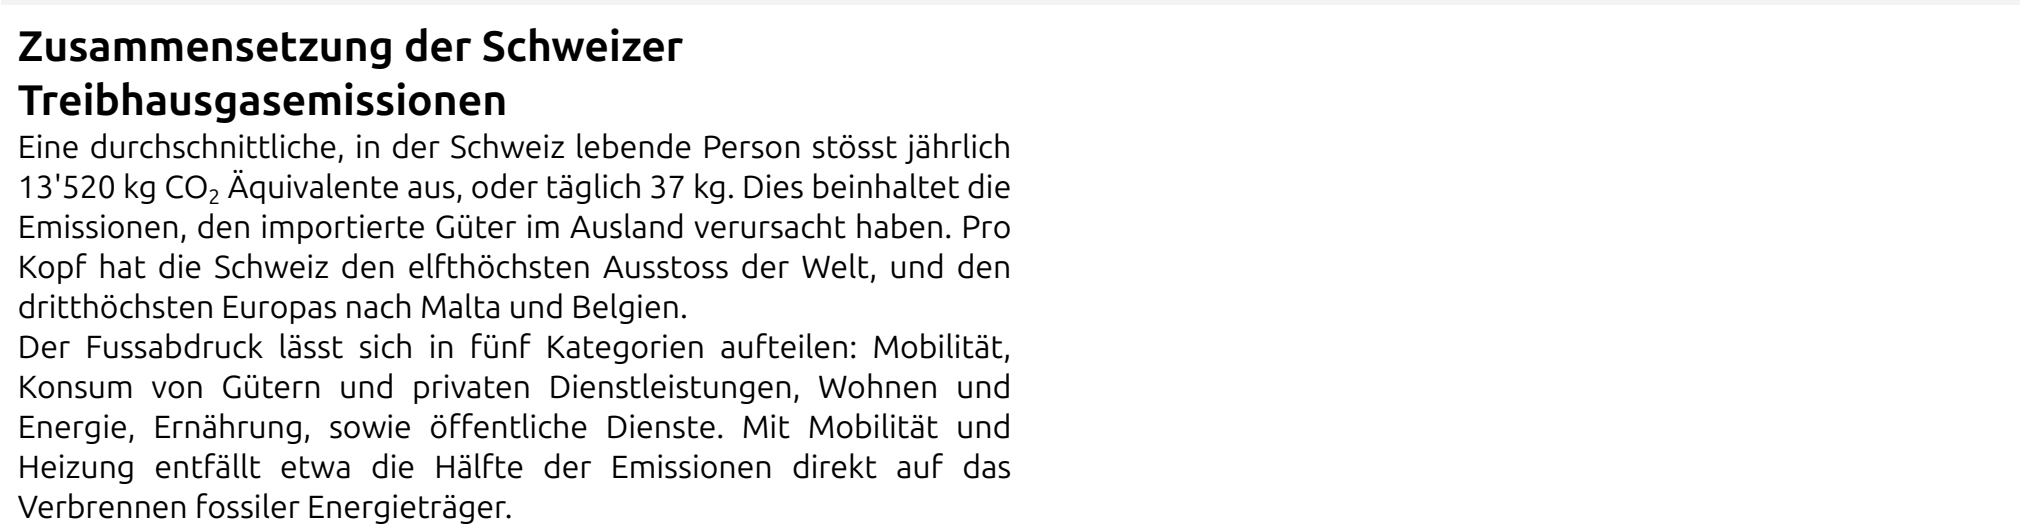 Zusammensetzung der Schweizer
Treibhausgasemissionen
Eine durchschnittliche, in der Schweiz lebende Person stösst jährlich
13'520 kg CO₂ Äquivalente aus, oder täglich 37 kg. Dies beinhaltet die
Emissionen, den importierte Güter im Ausland verursacht haben. Pro
Kopf hat die Schweiz den elfthöchsten Ausstoss der Welt, und den
dritthöchsten Europas nach Malta und Belgien.
Der Fussabdruck lässt sich in fünf Kategorien aufteilen: Mobilität,
Konsum von Gütern und privaten Dienstleistungen, Wohnen und
Energie, Ernährung, sowie öffentliche Dienste. Mit Mobilität und
Heizung entfällt etwa die Hälfte der Emissionen direkt auf das
Verbrennen fossiler Energieträger.